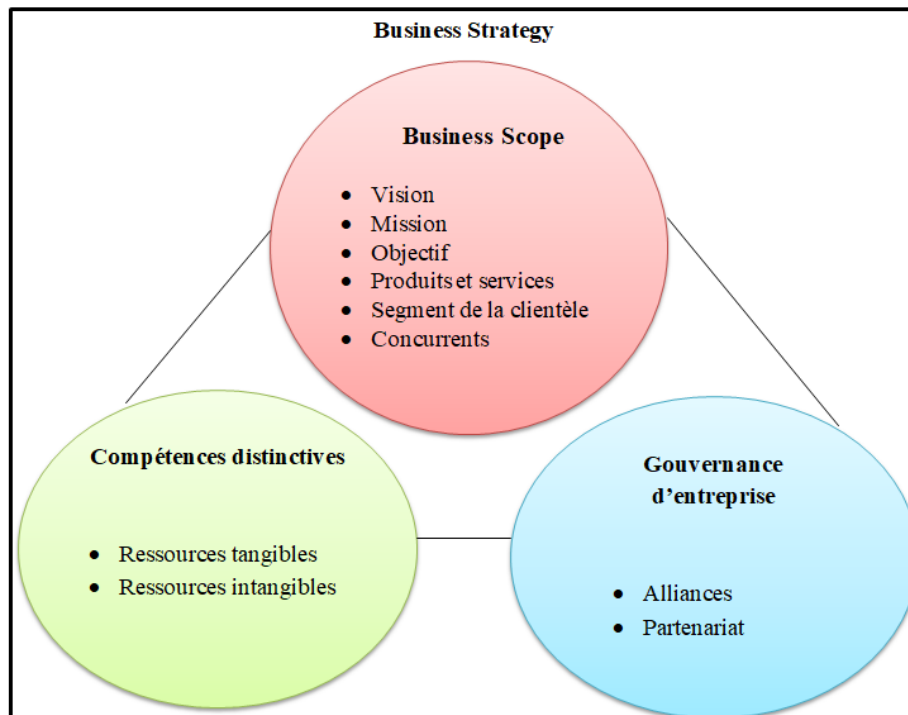 Business Strategy
Business Scope
• Vision
• Mission
• Objectif
• Produits et services
• Segment de la clientèle
• Concurrents
Compétences distinctives
• Ressources tangibles
• Ressources intangibles
Gouvernance
d’entreprise
• Alliances
• Partenariat